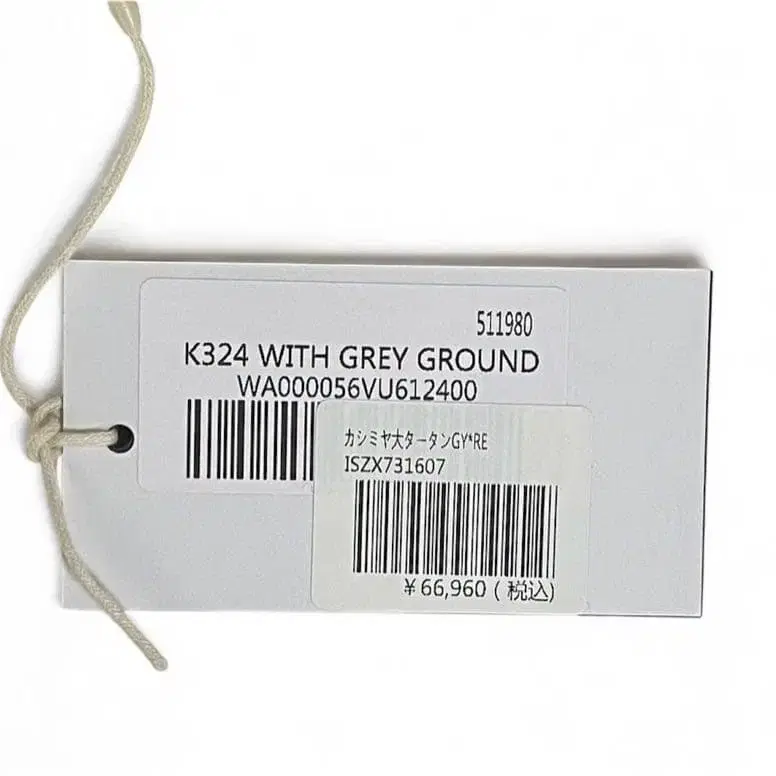 511980
K324 WITH GREY GROUND
WA000056VU612400
カシミヤ大タータンGY*RE
ISZX731607
￥66,960 ( 税込)